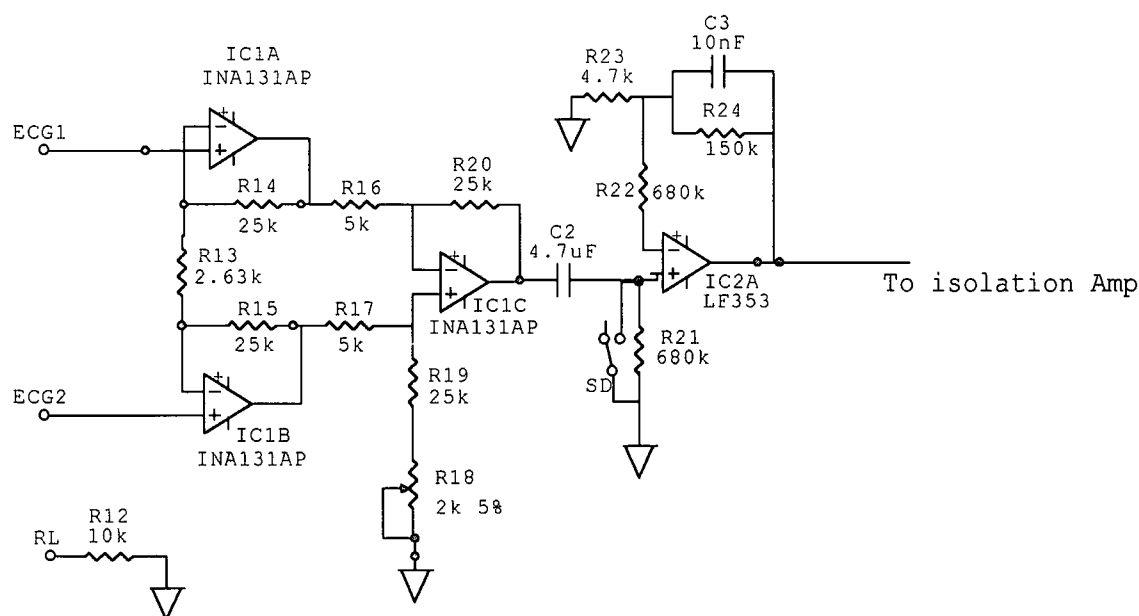 IC1A
INA131AP
ECG1
R14
25k
R16
5k
R20
25k
R13
2.63k
R15
25k
R17
5k
IC1C
INA131AP
ECG2
IC1B
INA131AP
R19
25k
R18
2k 5%
RL
R12
10k
C2
4.7uF
SD
R21
680k
R23
4.7k
C3
10nF
R24
150k
R22
680k
IC2A
LF353
To isolation Amp